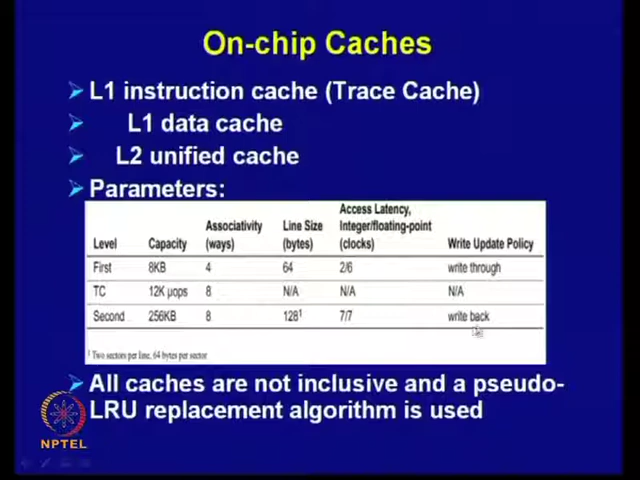 On-chip Caches
L1 instruction cache (Trace Cache)
L1 data cache
L2 unified cache
Parameters:
Level Capacity Associativity (ways) Line Size (bytes) Access Latency, Integer/floating-point (clocks) Write Update Policy
First 8KB 4 64 2/6 write through
TC 12K μops 8 N/A N/A N/A
Second 256KB 8 128¹ 7/7 write back
¹ Two sectors per line, 64 bytes per sector
All caches are not inclusive and a pseudo-
LRU replacement algorithm is used
NPTEL